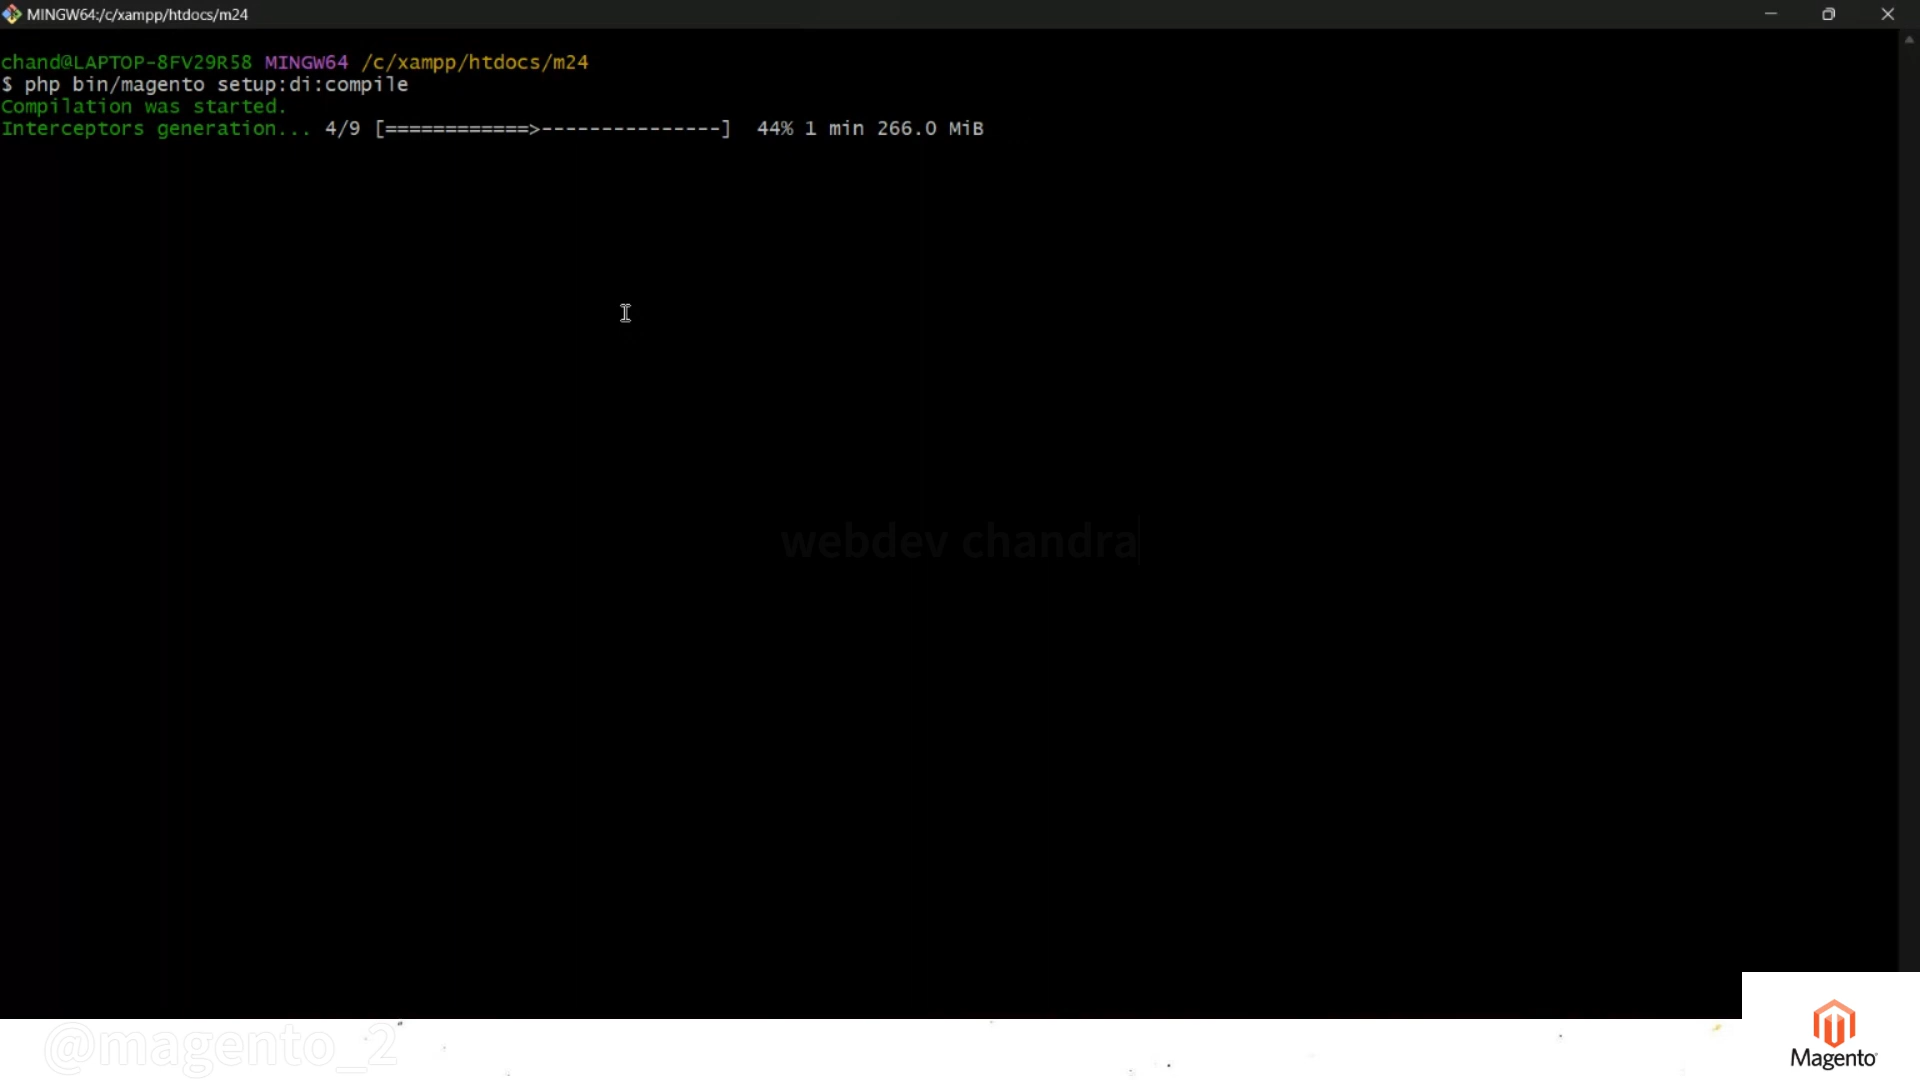 MINGW64:/c/xampp/htdocs/m24
chand@LAPTOP-8FV29R58 MINGW64 /c/xampp/htdocs/m24
$ php bin/magento setup:di:compile
Compilation was started.
Interceptors generation... 4/9 [============>---------------]  44% 1 min 266.0 MiB
webdev chandra
@magento_2
Magento